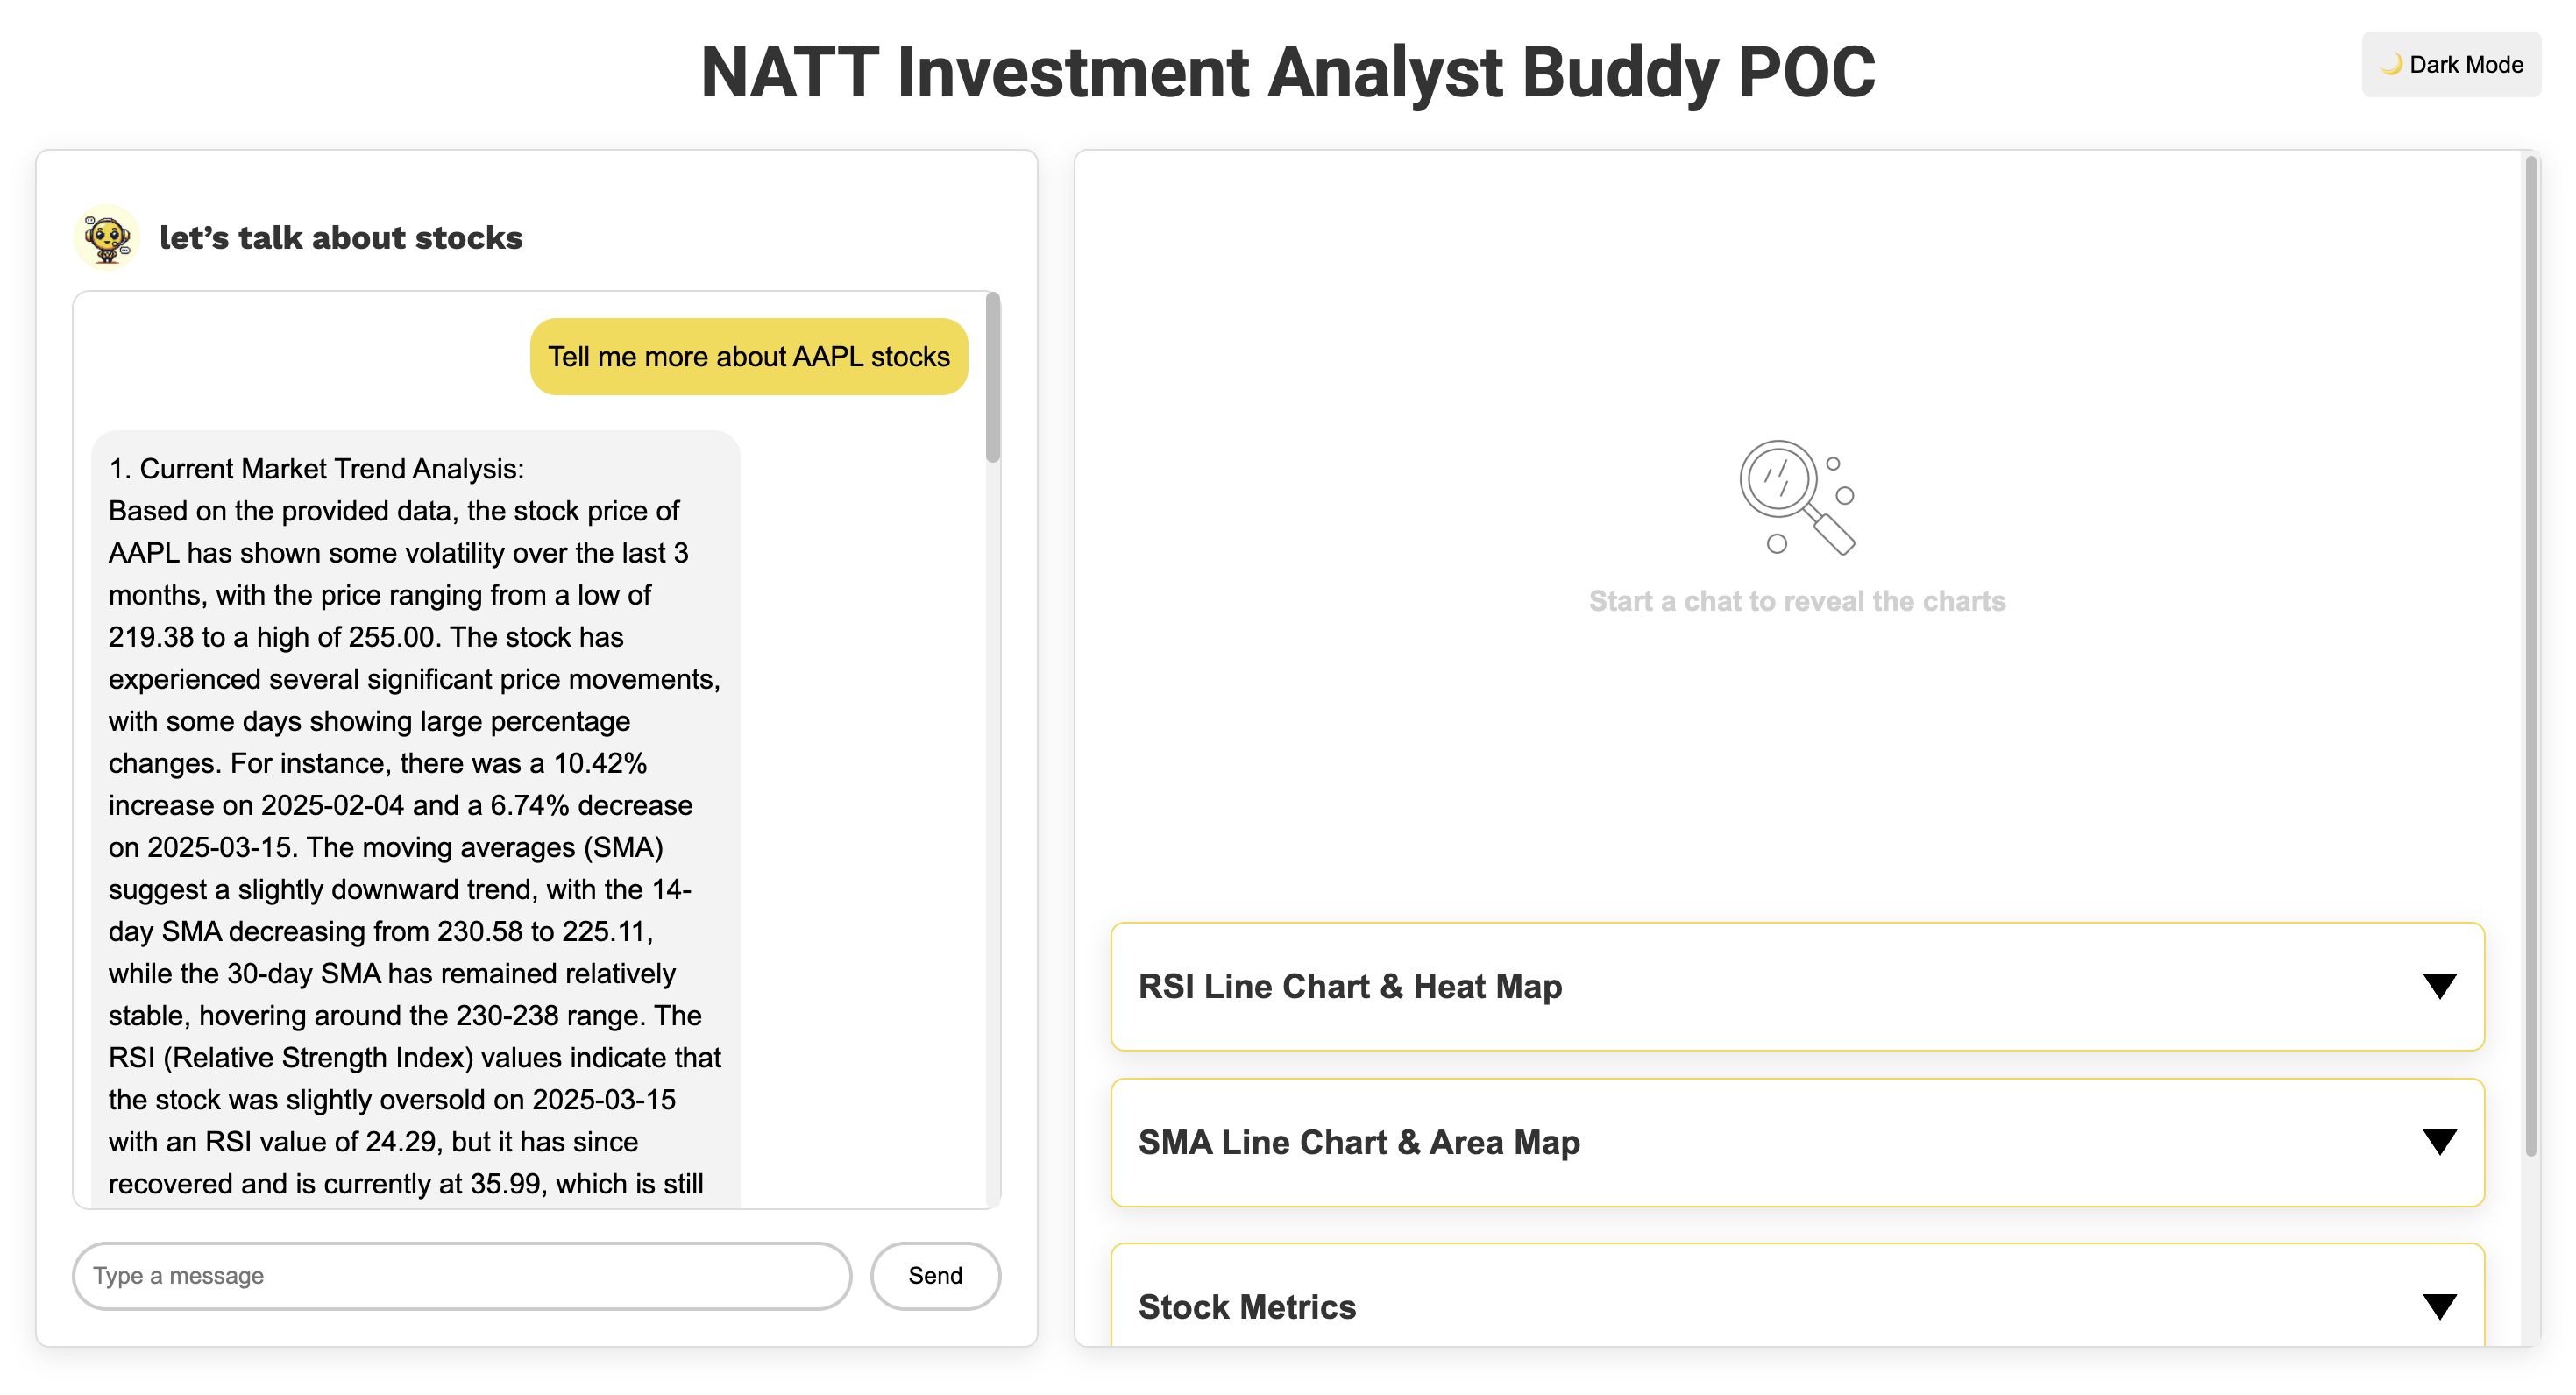 NATT Investment Analyst Buddy POC
🌙 Dark Mode
let’s talk about stocks
Tell me more about AAPL stocks
1. Current Market Trend Analysis:
Based on the provided data, the stock price of
AAPL has shown some volatility over the last 3
months, with the price ranging from a low of
219.38 to a high of 255.00. The stock has
experienced several significant price movements,
with some days showing large percentage
changes. For instance, there was a 10.42%
increase on 2025-02-04 and a 6.74% decrease
on 2025-03-15. The moving averages (SMA)
suggest a slightly downward trend, with the 14-
day SMA decreasing from 230.58 to 225.11,
while the 30-day SMA has remained relatively
stable, hovering around the 230-238 range. The
RSI (Relative Strength Index) values indicate that
the stock was slightly oversold on 2025-03-15
with an RSI value of 24.29, but it has since
recovered and is currently at 35.99, which is still
Type a message
Send
Start a chat to reveal the charts
RSI Line Chart & Heat Map
SMA Line Chart & Area Map
Stock Metrics